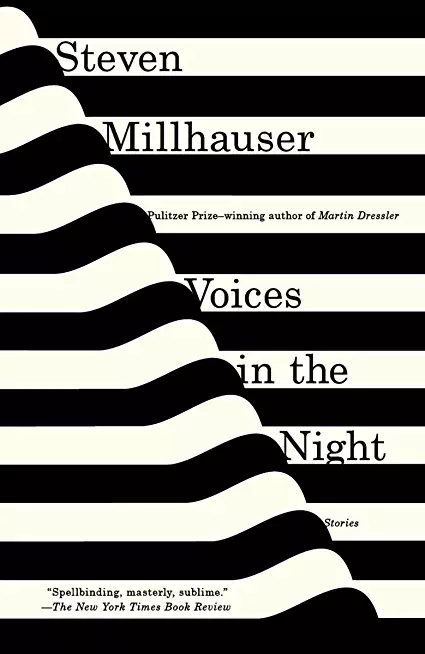 Steven
Millhauser
Pulitzer Prize–winning author of Martin Dressler
Voices
in the
Night
Stories
“Spellbinding, masterly, sublime.”
—The New York Times Book Review